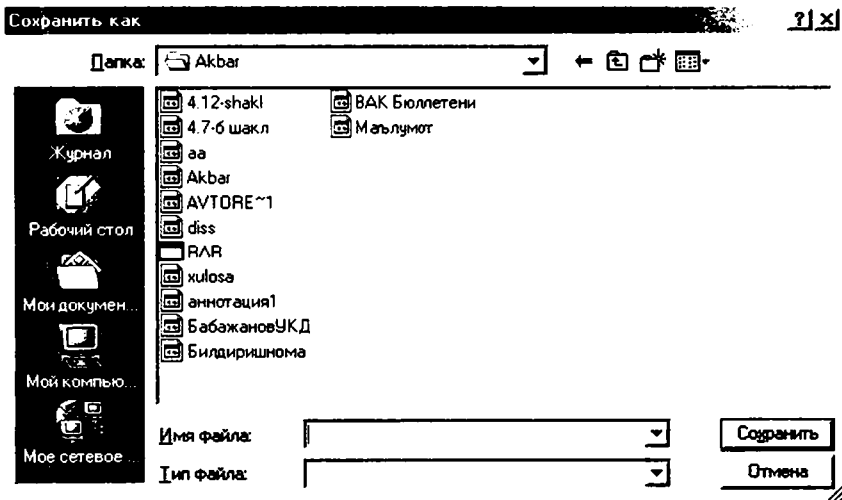 Сохранить как
Папка: Akbar
Журнал
Рабочий стол
Мои докумен...
Мой компью...
Мое сетевое ...
4.12-shakl
4.7-б шакл
aa
Akbar
AVTORE~1
diss
RAR
xulosa
аннотация1
БабажановУКД
Билдиришнома
ВАК Бюллетени
Маълумот
Имя файла:
Сохранить
Тип файла:
Отмена